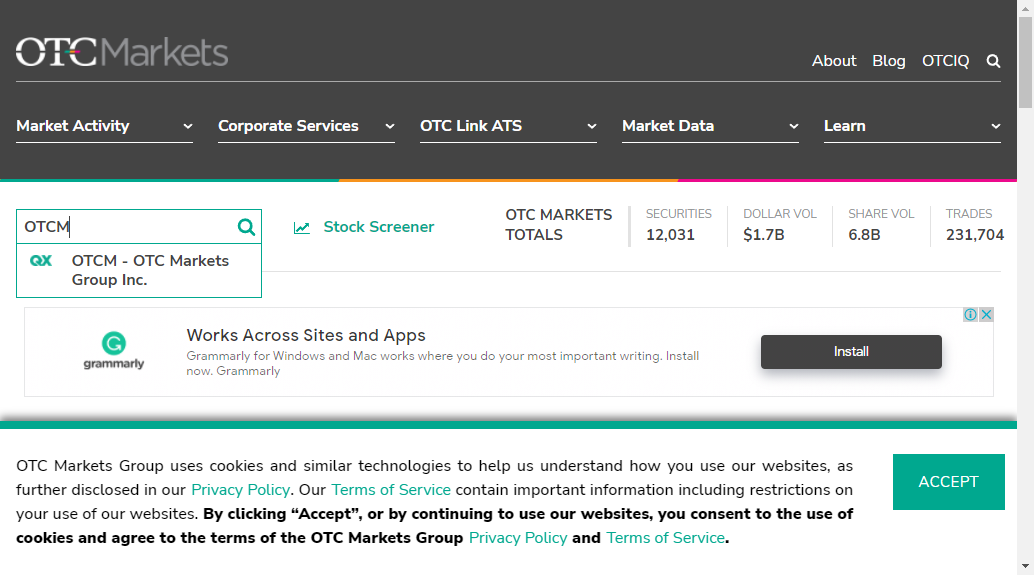 OTC Markets
About Blog OTCIQ
Market Activity Corporate Services OTC Link ATS Market Data Learn
OTCM
Stock Screener
OTC MARKETS
TOTALS
SECURITIES
12,031
DOLLAR VOL
$1.7B
SHARE VOL
6.8B
TRADES
231,704
QX OTCM - OTC Markets
Group Inc.
grammarly
Works Across Sites and Apps
Grammarly for Windows and Mac works where you do your most important writing. Install
now. Grammarly
Install
OTC Markets Group uses cookies and similar technologies to help us understand how you use our websites, as
further disclosed in our Privacy Policy. Our Terms of Service contain important information including restrictions on
your use of our websites. By clicking “Accept”, or by continuing to use our websites, you consent to the use of
cookies and agree to the terms of the OTC Markets Group Privacy Policy and Terms of Service.
ACCEPT